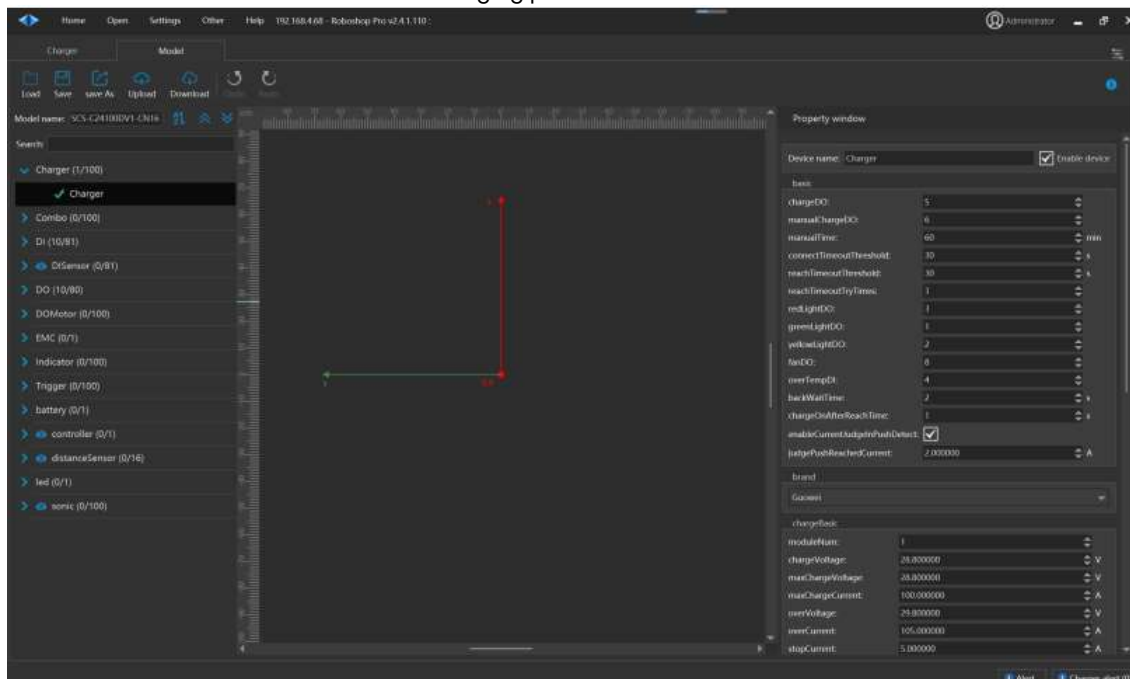 Home Open Settings Other Help 192.168.4.68 - Roboshop Pro v2.4.1.110 : Administrator
Charger Model
Load Save save As Upload Download
Model name: SCS-C24100DV1-CN16
Search:
Property window
Device name: Charger Enable device
Charger (1/100)
Charger
Combo (0/100)
DI (10/81)
DISensor (0/81)
DO (10/80)
DOMotor (0/100)
EMC (0/1)
Indicator (0/100)
Trigger (0/100)
battery (0/1)
controller (0/1)
distanceSensor (0/16)
led (0/1)
sonic (0/100)
basic
chargeDO: 5
manualChargeDO: 6
manualTime: 60 min
connectTimeoutThreshold: 30 s
reachTimeoutThreshold: 30 s
reachTimeoutTryTimes: 1
redLightDO:
greenLightDO: 1
yellowLightDO: 2
fanDO: 8
overTempDI: 4
backWaitTime: 2 s
chargeOnAfterReachTime: 1 s
enableCurrentJudgeInPushDetect:
judgePushReachedCurrent: 2.000000 A
brand
chargeBasic
moduleNum: 1
chargeVoltage: 28.800000 V
maxChargeVoltage: 28.800000 V
maxChargeCurrent: 100.000000 A
overVoltage: 29.800000 V
overCurrent: 105.000000 A
stopCurrent: 5.000000 A